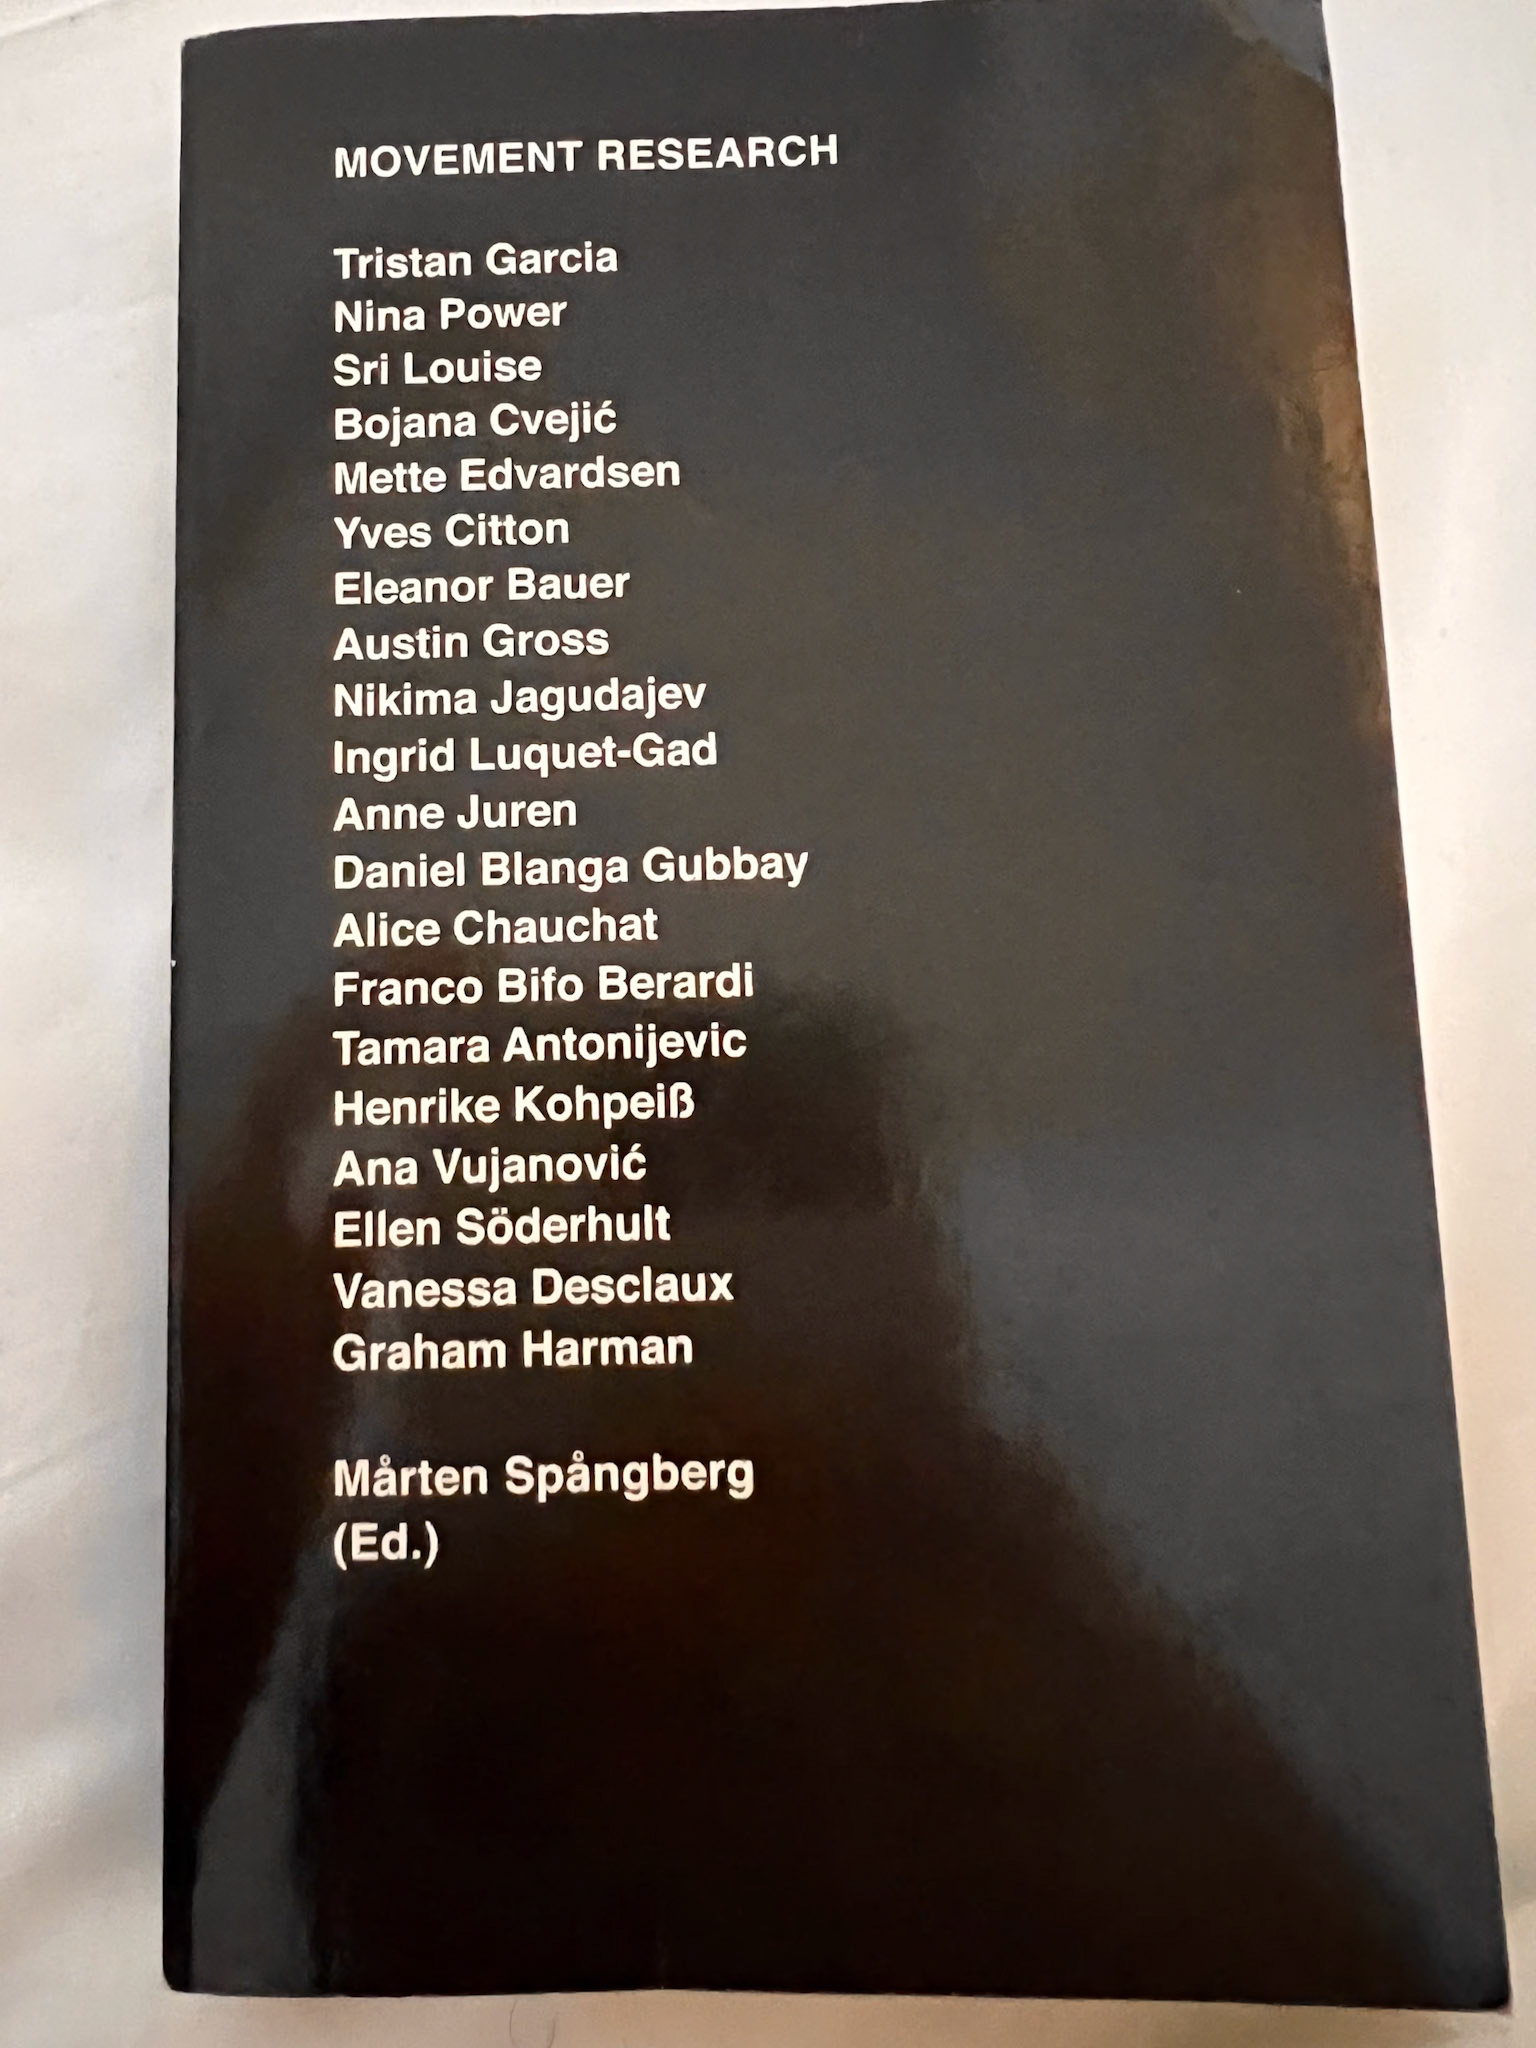 MOVEMENT RESEARCH
Tristan Garcia
Nina Power
Sri Louise
Bojana Cvejić
Mette Edvardsen
Yves Citton
Eleanor Bauer
Austin Gross
Nikima Jagudajev
Ingrid Luquet-Gad
Anne Juren
Daniel Blanga Gubbay
Alice Chauchat
Franco Bifo Berardi
Tamara Antonijevic
Henrike Kohpeiß
Ana Vujanović
Ellen Söderhult
Vanessa Desclaux
Graham Harman
Mårten Spångberg
(Ed.)